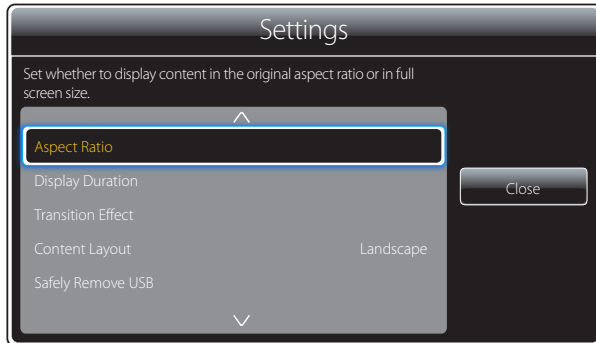 Settings
Set whether to display content in the original aspect ratio or in full
screen size.
Aspect Ratio
Display Duration
Transition Effect
Content Layout Landscape
Safely Remove USB
Close